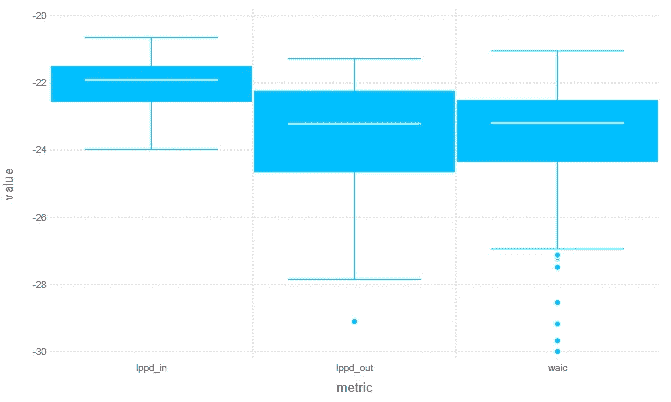 -20
-22
-24
-26
-28
-30
value
lppd_in
lppd_out
waic
metric